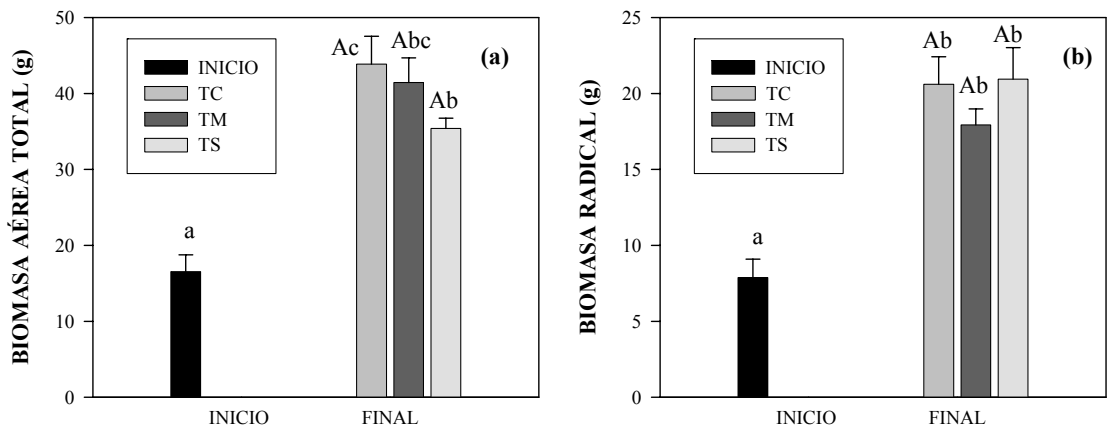 BIOMASA AÉREA TOTAL (g)
50
40
30
20
10
0
INICIO
TC
TM
TS
(a)
a
Ac
Abc
Ab
INICIO
FINAL
BIOMASA RADICAL (g)
25
20
15
10
5
0
INICIO
TC
TM
TS
(b)
a
Ab
Ab
Ab
INICIO
FINAL